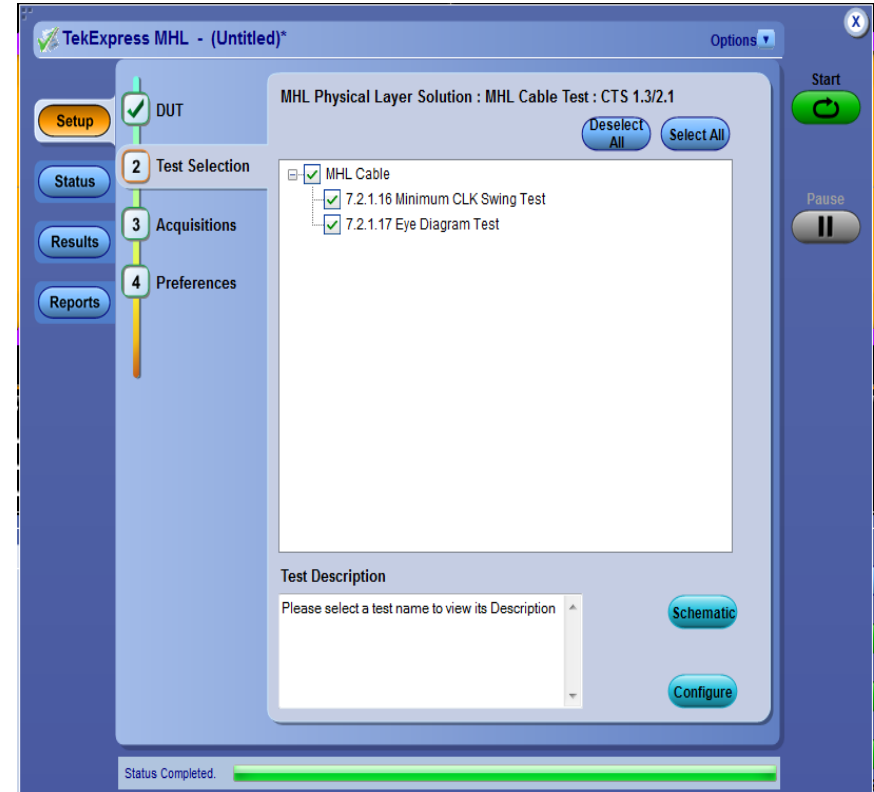 TekExpress MHL - (Untitled)*
Options
X
Start
Pause
Setup
Status
Results
Reports
DUT
2 Test Selection
3 Acquisitions
4 Preferences
MHL Physical Layer Solution : MHL Cable Test : CTS 1.3/2.1
Deselect
All
Select All
MHL Cable
7.2.1.16 Minimum CLK Swing Test
7.2.1.17 Eye Diagram Test
Test Description
Please select a test name to view its Description
Schematic
Configure
Status Completed.